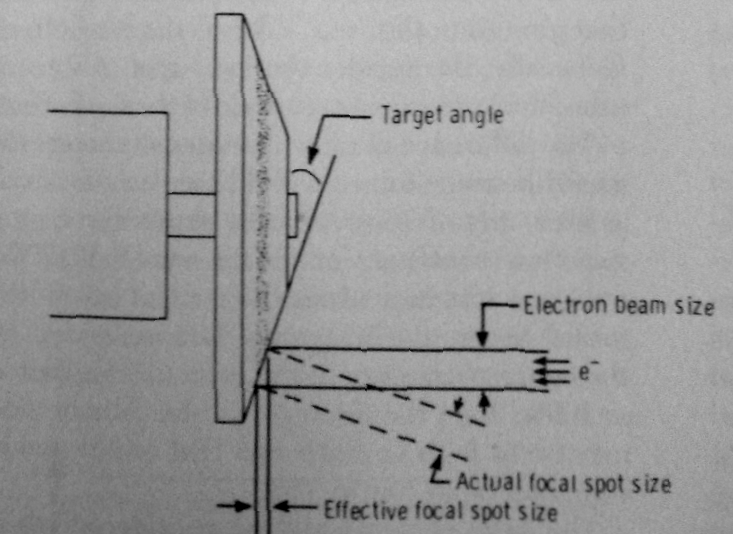 Target angle
Electron beam size
e⁻
Actual focal spot size
Effective focal spot size